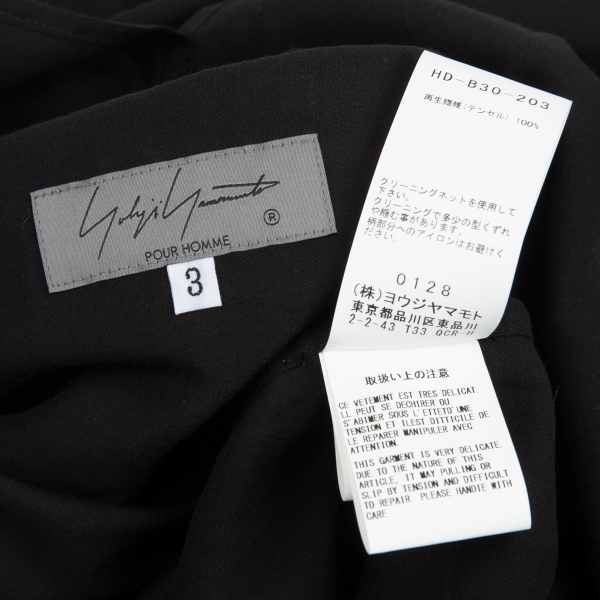 Yohji Yamamoto
®
POUR HOMME
3
HD-B30-203
再生繊維(テンセル) 100%
クリーニングネットを使用して
下さい。
クリーニングで多少の型くずれ
や縮む事があります。
柄部分へのアイロンはお避けく
ださい。
0128
(株)ヨウジヤマモト
東京都品川区東品川
2-2-43 T33 QCR-H
取扱い上の注意
CE VETEMENT EST TRES DELICAT.
LL PEUT SE DECHIRER OU
S'ABIMER SOUS L'ETTETD'UNE
TENSION ET ILEST DITTICILE DE
LE REPARER MANIPULER AVEC
ATTENTION.
THIS GARMENT IS VERY DELICATE.
DUE TO THE NATURE OF THIS
ARTICLE. IT MAY PULLING OR
SLIP BY TENSION AND DIFFICULT
TO REPAIR. PLEASE HANDIE WITH
CARE.